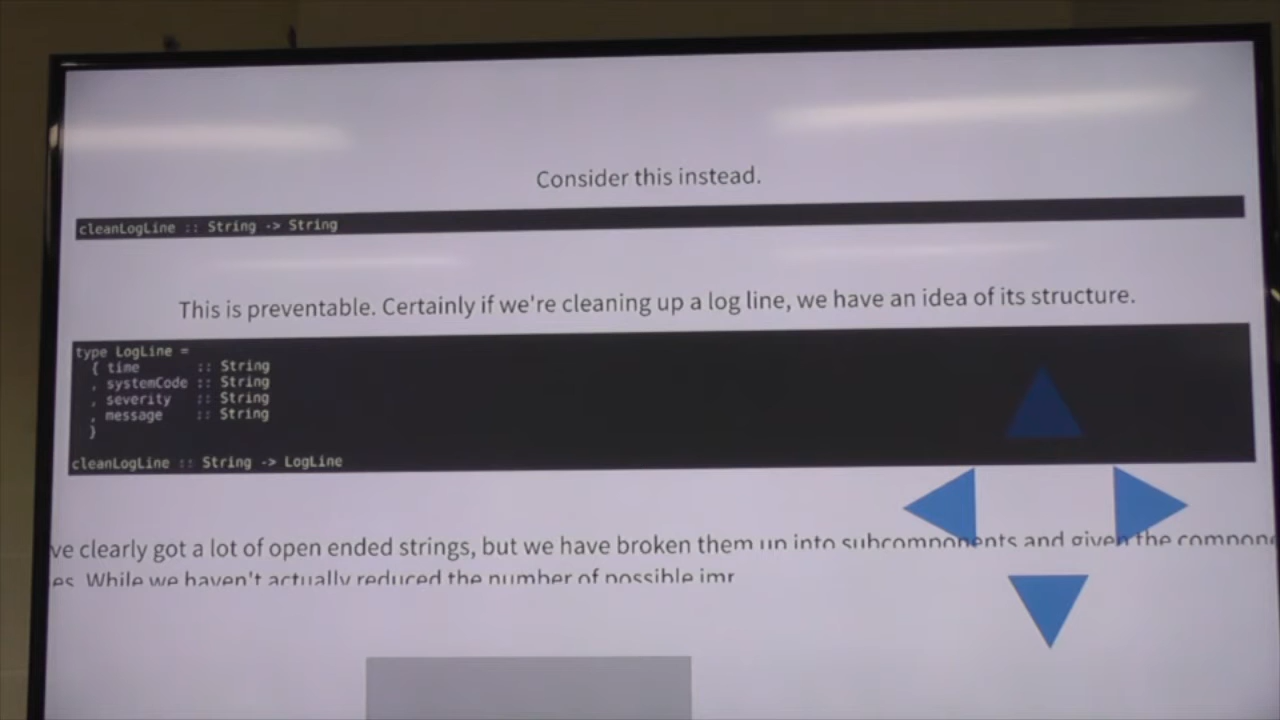 Consider this instead.
cleanLogLine :: String -> String
This is preventable. Certainly if we're cleaning up a log line, we have an idea of its structure.
type LogLine =
{ time :: String
, systemCode :: String
, severity :: String
, message :: String
}
cleanLogLine :: String -> LogLine
clearly got a lot of open ended strings, but we have broken them up into subcomponents and given the
While we haven't actually reduced the number of possible